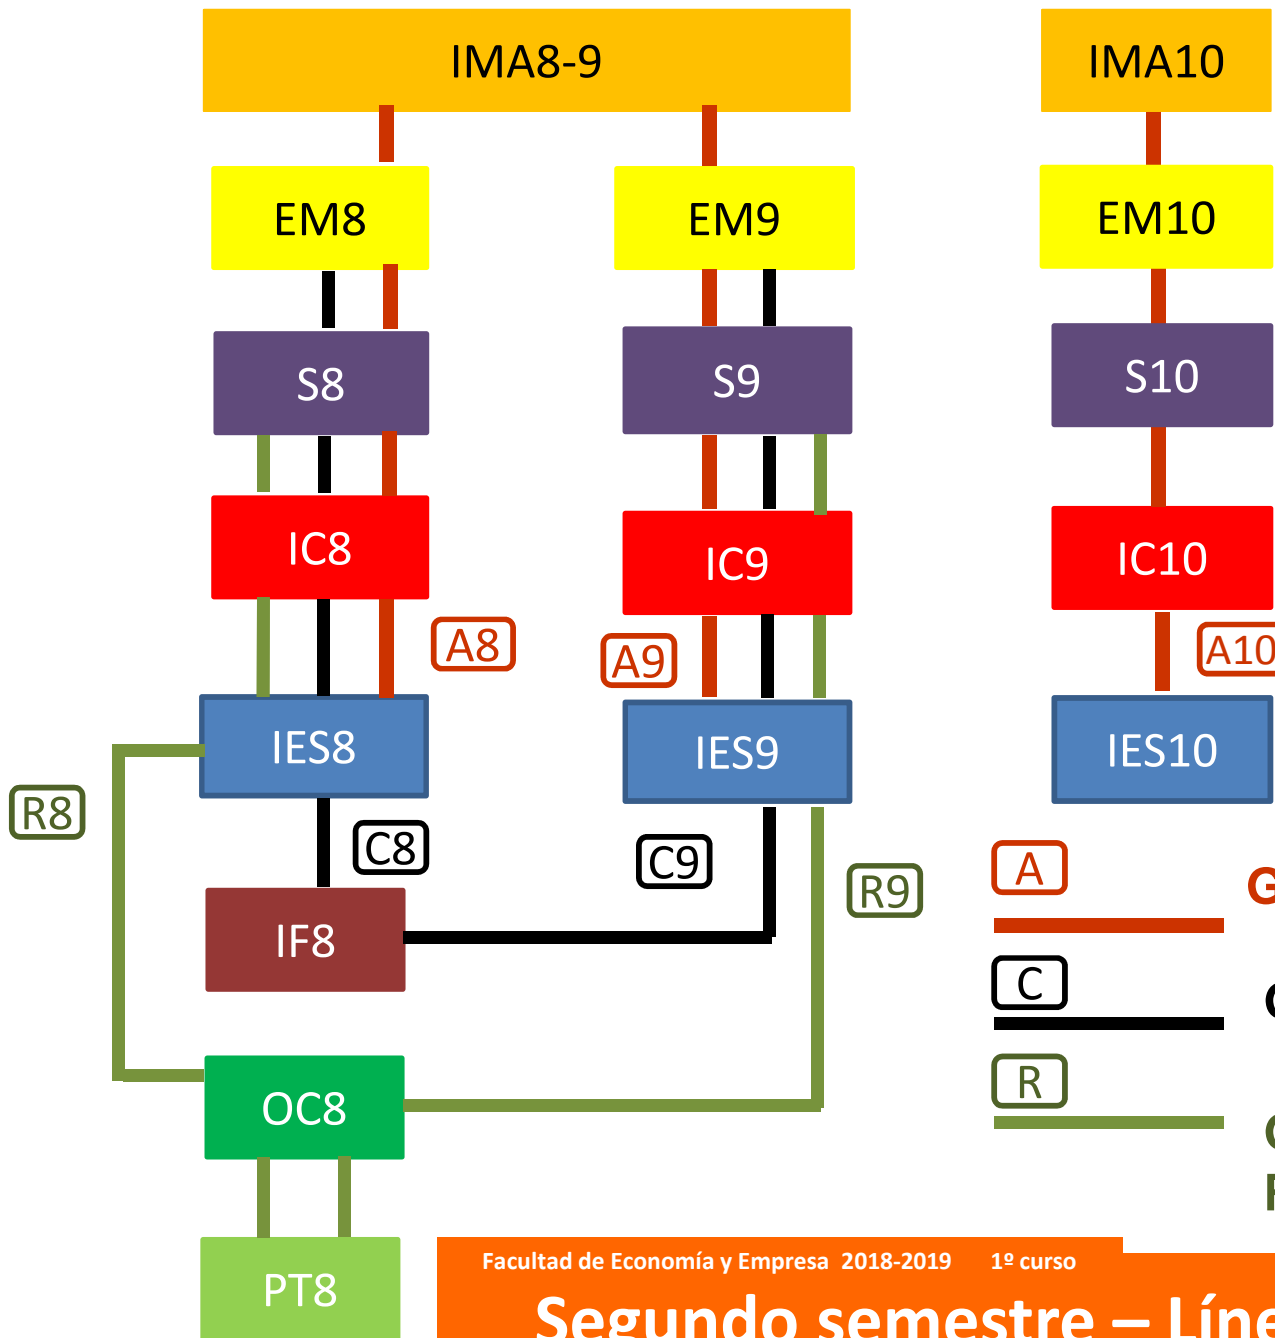 IMA8-9
IMA10
EM8
EM9
EM10
S8
S9
S10
IC8
IC9
IC10
A8
A9
A10
IES8
IES9
IES10
R8
C8
C9
R9
A
G
IF8
C
R
OC8
PT8
Facultad de Economía y Empresa 2018-2019 1º curso
Segundo semestre – Líne